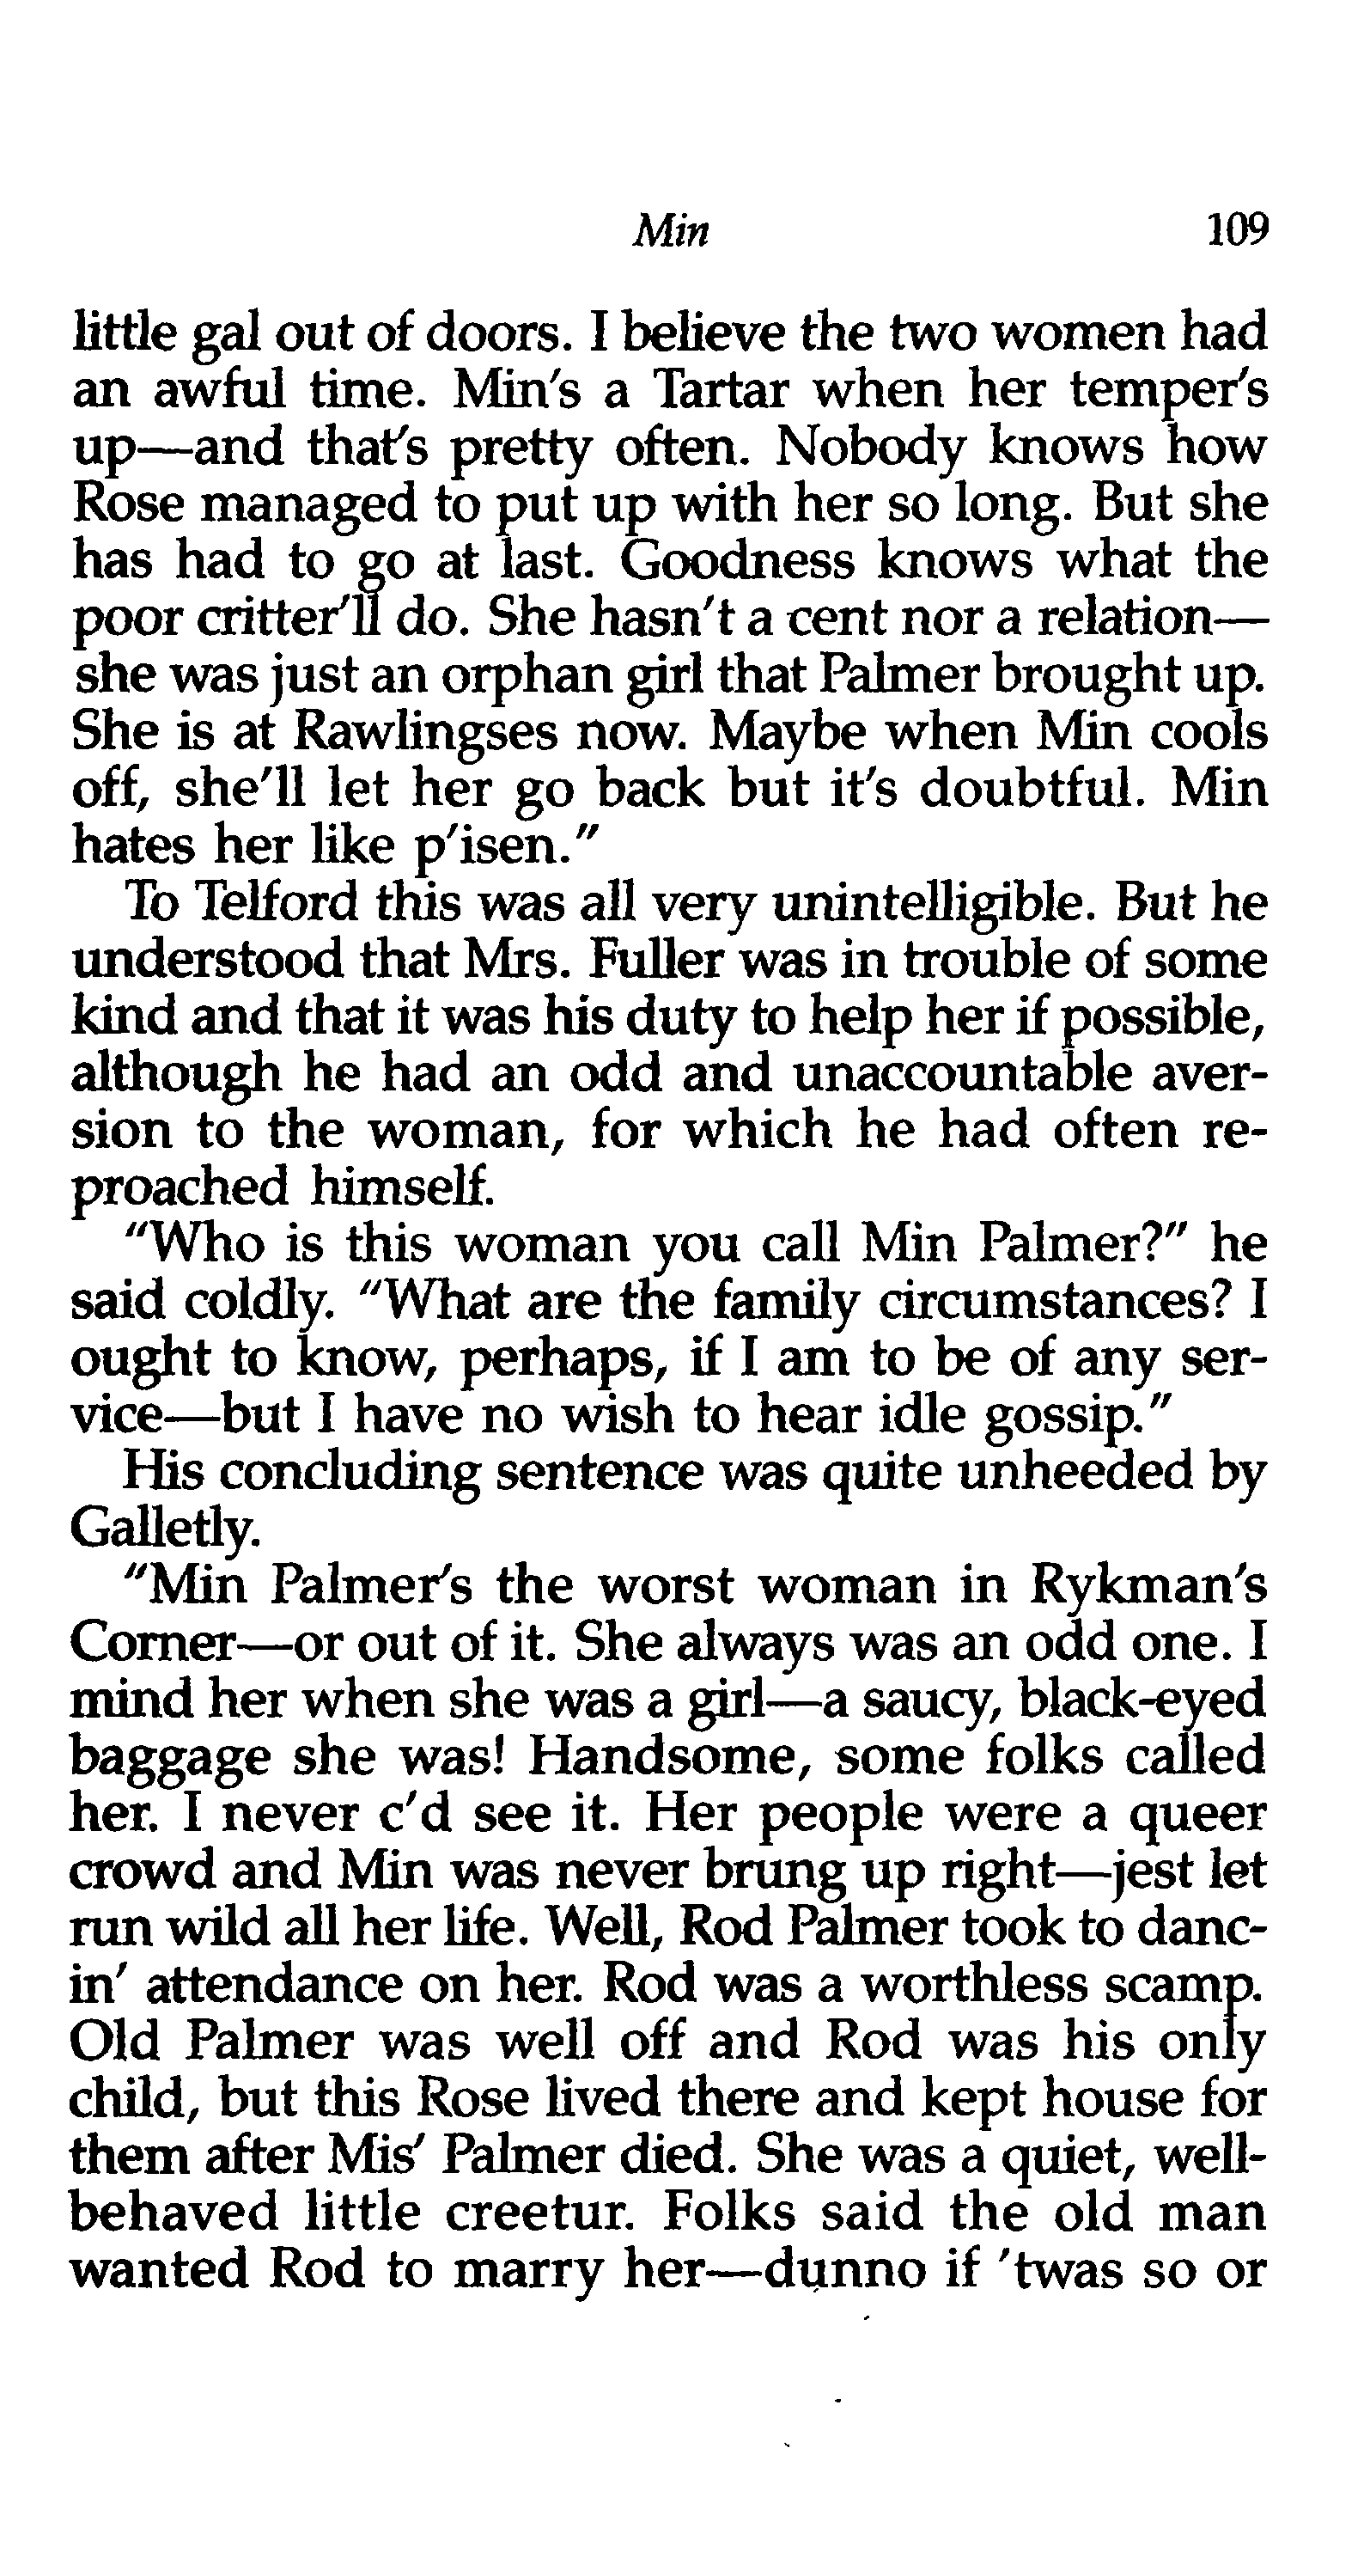 Min 109
little gal out of doors. I believe the two women had
an awful time. Min's a Tartar when her temper's
up—and that's pretty often. Nobody knows how
Rose managed to put up with her so long. But she
has had to go at last. Goodness knows what the
poor critter'll do. She hasn't a cent nor a relation—
she was just an orphan girl that Palmer brought up.
She is at Rawlingses now. Maybe when Min cools
off, she'll let her go back but it's doubtful. Min
hates her like p'isen."
To Telford this was all very unintelligible. But he
understood that Mrs. Fuller was in trouble of some
kind and that it was his duty to help her if possible,
although he had an odd and unaccountable aver-
sion to the woman, for which he had often re-
proached himself.
"Who is this woman you call Min Palmer?" he
said coldly. "What are the family circumstances? I
ought to know, perhaps, if I am to be of any ser-
vice—but I have no wish to hear idle gossip."
His concluding sentence was quite unheeded by
Galletly.
"Min Palmer's the worst woman in Rykman's
Corner—or out of it. She always was an odd one. I
mind her when she was a girl—a saucy, black-eyed
baggage she was! Handsome, some folks called
her. I never c'd see it. Her people were a queer
crowd and Min was never brung up right—jest let
run wild all her life. Well, Rod Palmer took to danc-
in' attendance on her. Rod was a worthless scamp.
Old Palmer was well off and Rod was his only
child, but this Rose lived there and kept house for
them after Mis' Palmer died. She was a quiet, well-
behaved little creetur. Folks said the old man
wanted Rod to marry her—dunno if 'twas so or